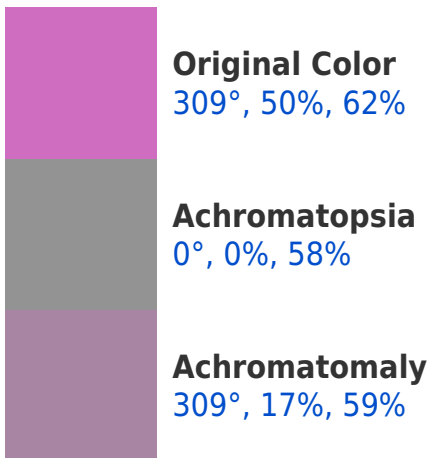 Original Color
309°, 50%, 62%
Achromatopsia
0°, 0%, 58%
Achromatomaly
309°, 17%, 59%